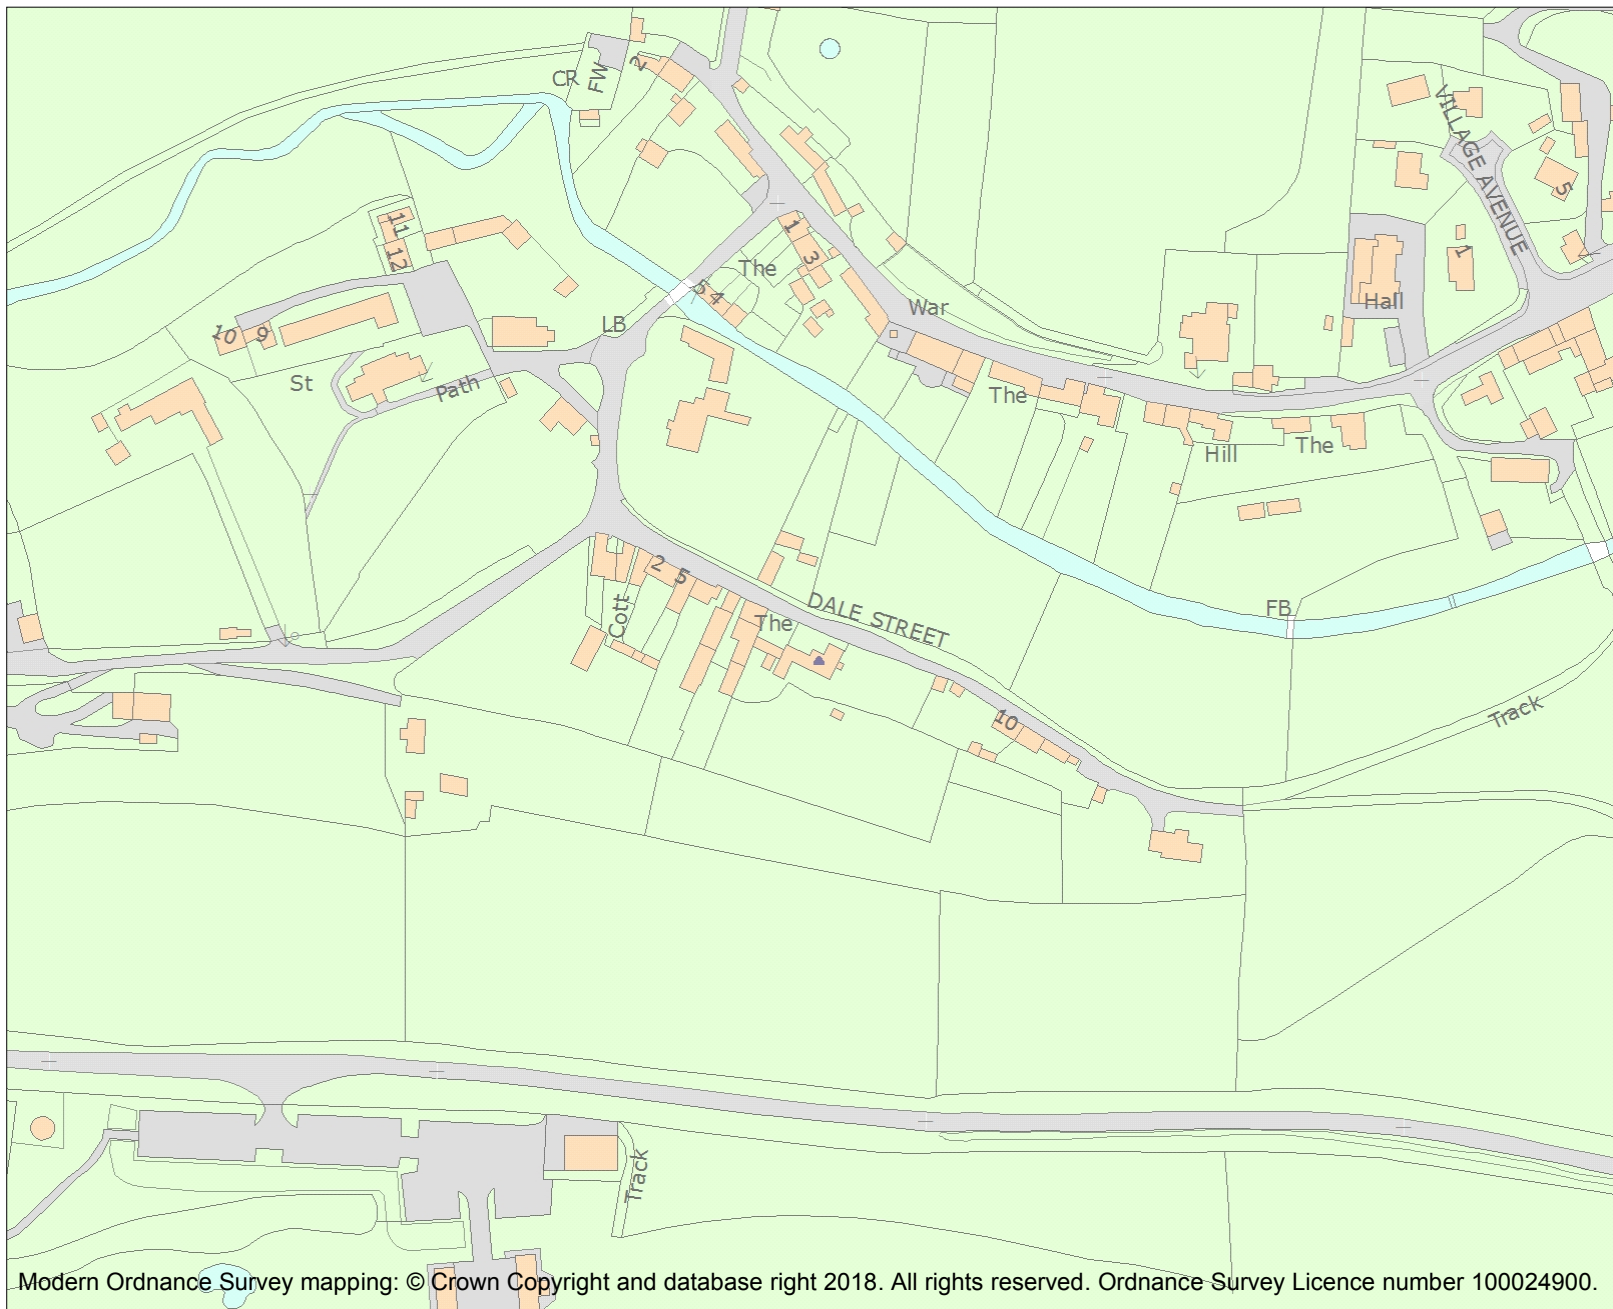 CR
FW
2
VILLAGE AVENUE
5
1
11
12
1
3
The
5 4
10
9
LB
War
Hall
St
Path
The
Hill
The
2
5
Cott
The
DALE STREET
FB
10
Track
Track
Modern Ordnance Survey mapping: © Crown Copyright and database right 2018. All rights reserved. Ordnance Survey Licence number 100024900.